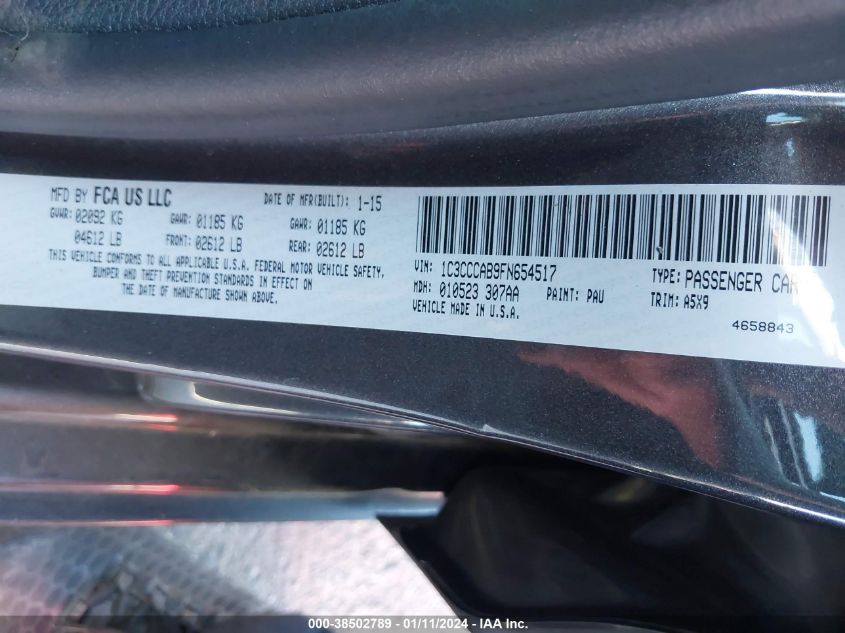 MFD BY FCA US LLC DATE OF MFR(BUILT): 1-15
GVWR: 02092 KG GAWR: 01185 KG GAWR: 01185 KG
04612 LB FRONT: 02612 LB REAR: 02612 LB
THIS VEHICLE CONFORMS TO ALL APPLICABLE U.S.A. FEDERAL MOTOR VEHICLE SAFETY,
BUMPER AND THEFT PREVENTION STANDARDS IN EFFECT ON
THE DATE OF MANUFACTURE SHOWN ABOVE.
VIN: 1C3CCCAB9FN654517 TYPE: PASSENGER CAR
MDH: 010523 307AA PAINT: PAU TRIM: A5X9
VEHICLE MADE IN U.S.A.
4658843
000-38502789 - 01/11/2024 - IAA Inc.